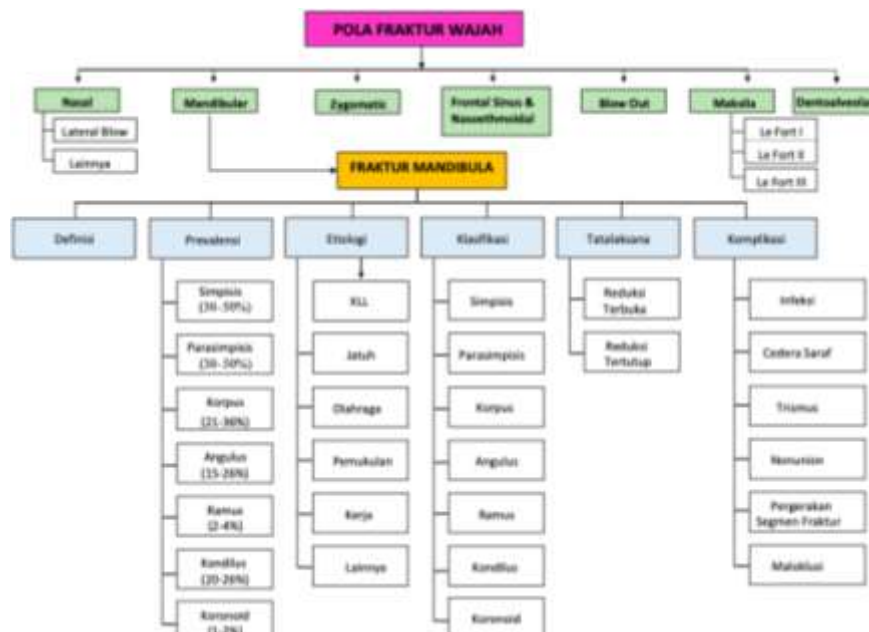 POLA FRAKTUR WAJAH
Nasal
Mandibular
Zygomatic
Frontal Sinus &
Nasoethmoidal
Blow Out
Maksila
Dentoalveolar
Lateral Blow
Lainnya
Le Fort I
Le Fort II
Le Fort III
FRAKTUR MANDIBULA
Definisi
Prevalensi
Etiologi
Klasifikasi
Tatalaksana
Komplikasi
Simpisis
(30-50%)
Parasimpisis
(30-50%)
Korpus
(21-36%)
Angulus
(15-26%)
Ramus
(2-4%)
Kondilus
(20-26%)
Koronoid
KLL
Jatuh
Olahraga
Pemukulan
Kerja
Lainnya
Simpisis
Parasimpisis
Korpus
Angulus
Ramus
Kondilus
Koronoid
Reduksi
Terbuka
Reduksi
Tertutup
Infeksi
Cedera Saraf
Trismus
Nonunion
Pergerakan
Segmen Fraktur
Maloklusi